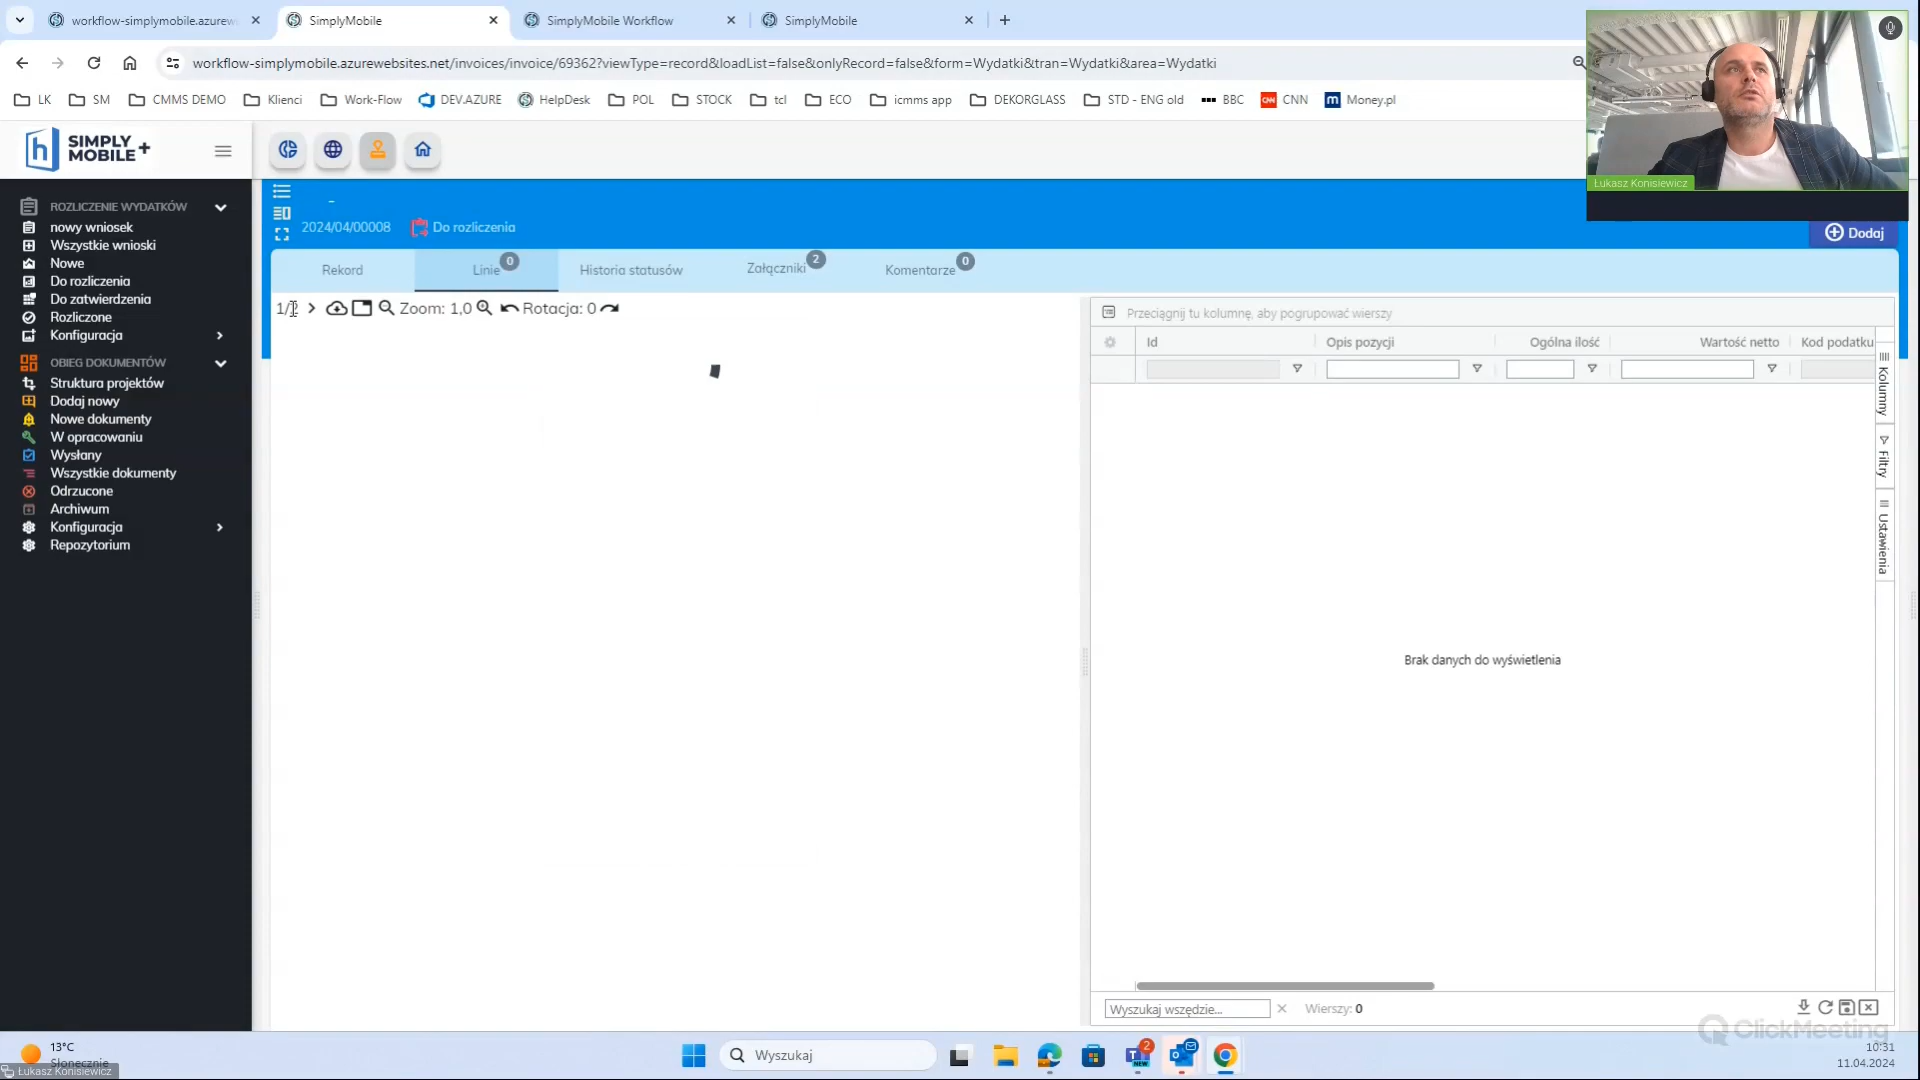 workflow-simplymobile.azurew
SimplyMobile
SimplyMobile Workflow
SimplyMobile
workflow-simplymobile.azurewebsites.net/invoices/invoice/69362?viewType=record&loadList=false&onlyRecord=false&form=Wydatki&tran=Wydatki&area=Wydatki
LK
SM
CMMS DEMO
Klienci
Work-Flow
DEV.AZURE
HelpDesk
POL
STOCK
tcl
ECO
icmms app
DEKORGLASS
STD - ENG old
BBC
CNN
Money.pl
Łukasz Konisiewicz
SIMPLY
MOBILE+
ROZLICZENIE WYDATKÓW
nowy wniosek
Wszystkie wnioski
Nowe
Do rozliczenia
Do zatwierdzenia
Rozliczone
Konfiguracja
OBIEG DOKUMENTÓW
Struktura projektów
Dodaj nowy
Nowe dokumenty
W opracowaniu
Wysłany
Wszystkie dokumenty
Odrzucone
Archiwum
Konfiguracja
Repozytorium
-
2024/04/00008
Do rozliczenia
Dodaj
Rekord
Linie 0
Historia statusów
Załączniki 2
Komentarze 0
1/
Zoom: 1,0
Rotacja: 0
Przeciągnij tu kolumnę, aby pogrupować wierszy
Id
Opis pozycji
Ogólna ilość
Wartość netto
Kod podatku
Kolumny
Filtry
Ustawienia
Brak danych do wyświetlenia
Wyszukaj wszędzie...
Wierszy: 0
ClickMeeting
13°C
Słonecznie
Łukasz Konisiewicz
Wyszukaj
2
NEW
10:31
11.04.2024